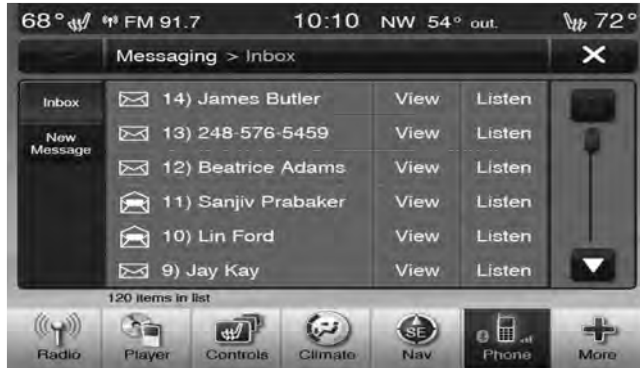 68° FM 91.7 10:10 NW 54° out. 72°
Messaging > Inbox
Inbox
New
Message
14) James Butler View Listen
13) 248-576-5459 View Listen
12) Beatrice Adams View Listen
11) Sanjiv Prabaker View Listen
10) Lin Ford View Listen
9) Jay Kay View Listen
120 items in list
SE
Radio Player Controls Climate Nav Phone More